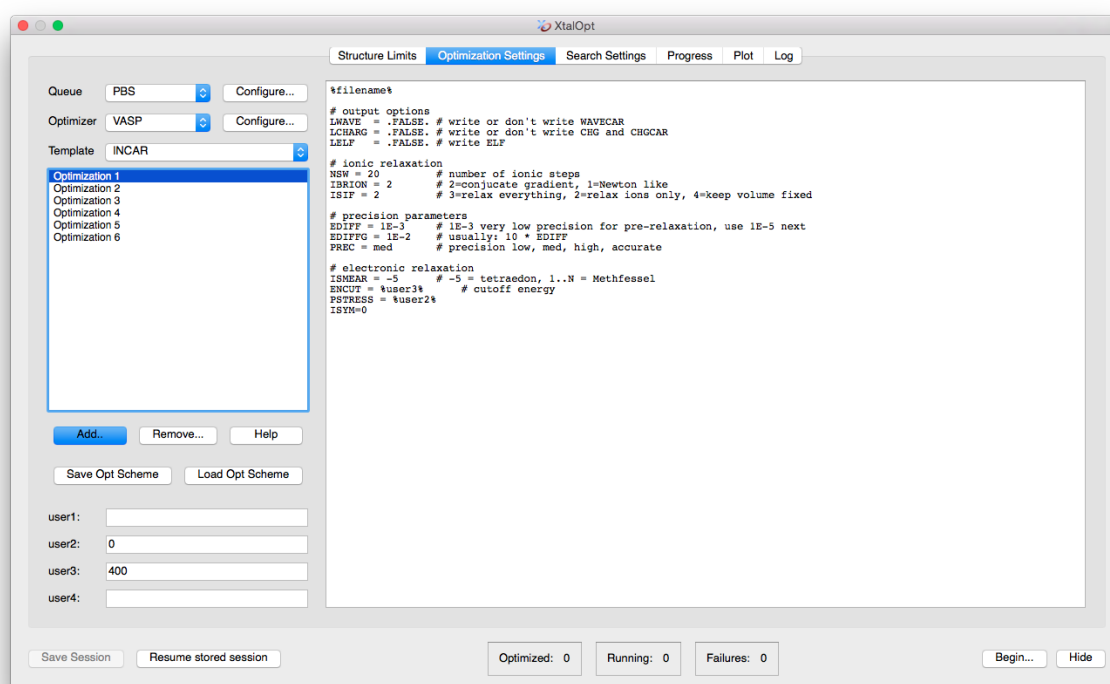 XtalOpt
Structure Limits Optimization Settings Search Settings Progress Plot Log
Queue PBS Configure...
Optimizer VASP Configure...
Template INCAR
Optimization 1
Optimization 2
Optimization 3
Optimization 4
Optimization 5
Optimization 6
Add.. Remove... Help
Save Opt Scheme Load Opt Scheme
user1:
user2: 0
user3: 400
user4:
%filename%
# output options
LWAVE = .FALSE. # write or don't write WAVECAR
LCHARG = .FALSE. # write or don't write CHG and CHGCAR
LELF = .FALSE. # write ELF
# ionic relaxation
NSW = 20 # number of ionic steps
IBRION = 2 # 2=conjucate gradient, 1=Newton like
ISIF = 2 # 3=relax everything, 2=relax ions only, 4=keep volume fixed
# precision parameters
EDIFF = 1E-3 # 1E-3 very low precision for pre-relaxation, use 1E-5 next
EDIFFG = 1E-2 # usually: 10 * EDIFF
PREC = med # precision low, med, high, accurate
# electronic relaxation
ISMEAR = -5 # -5 = tetraedon, 1..N = Methfessel
ENCUT = %user3% # cutoff energy
PSTRESS = %user2%
ISYM=0
Save Session Resume stored session Optimized: 0 Running: 0 Failures: 0 Begin... Hide